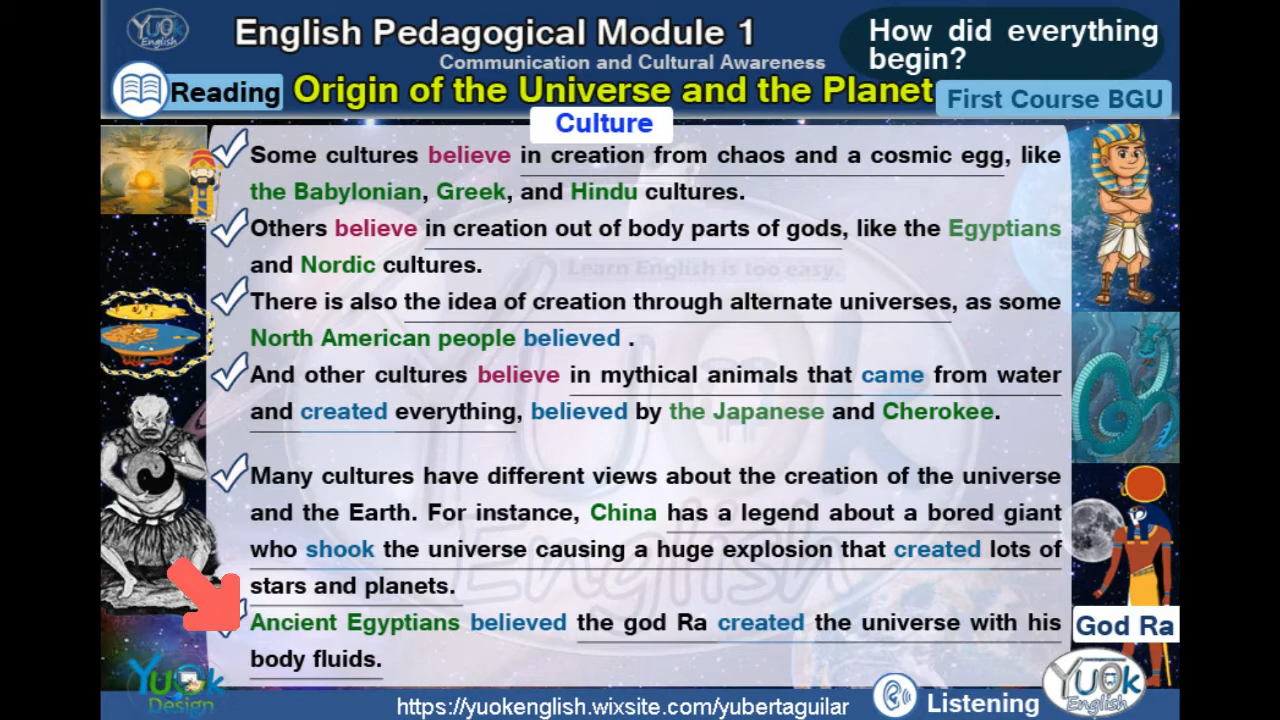 YUOk English
English Pedagogical Module 1
How did everything begin?
Communication and Cultural Awareness
Reading
Origin of the Universe and the Planet
First Course BGU
Culture
Some cultures believe in creation from chaos and a cosmic egg, like
the Babylonian, Greek, and Hindu cultures.
Others believe in creation out of body parts of gods, like the Egyptians
and Nordic cultures.
Learn English is too easy.
There is also the idea of creation through alternate universes, as some
North American people believed .
And other cultures believe in mythical animals that came from water
and created everything, believed by the Japanese and Cherokee.
Many cultures have different views about the creation of the universe
and the Earth. For instance, China has a legend about a bored giant
who shook the universe causing a huge explosion that created lots of
stars and planets.
Ancient Egyptians believed the god Ra created the universe with his
body fluids.
God Ra
YUOk Design
https://yuokenglish.wixsite.com/yubertaguilar
Listening
YUOk English